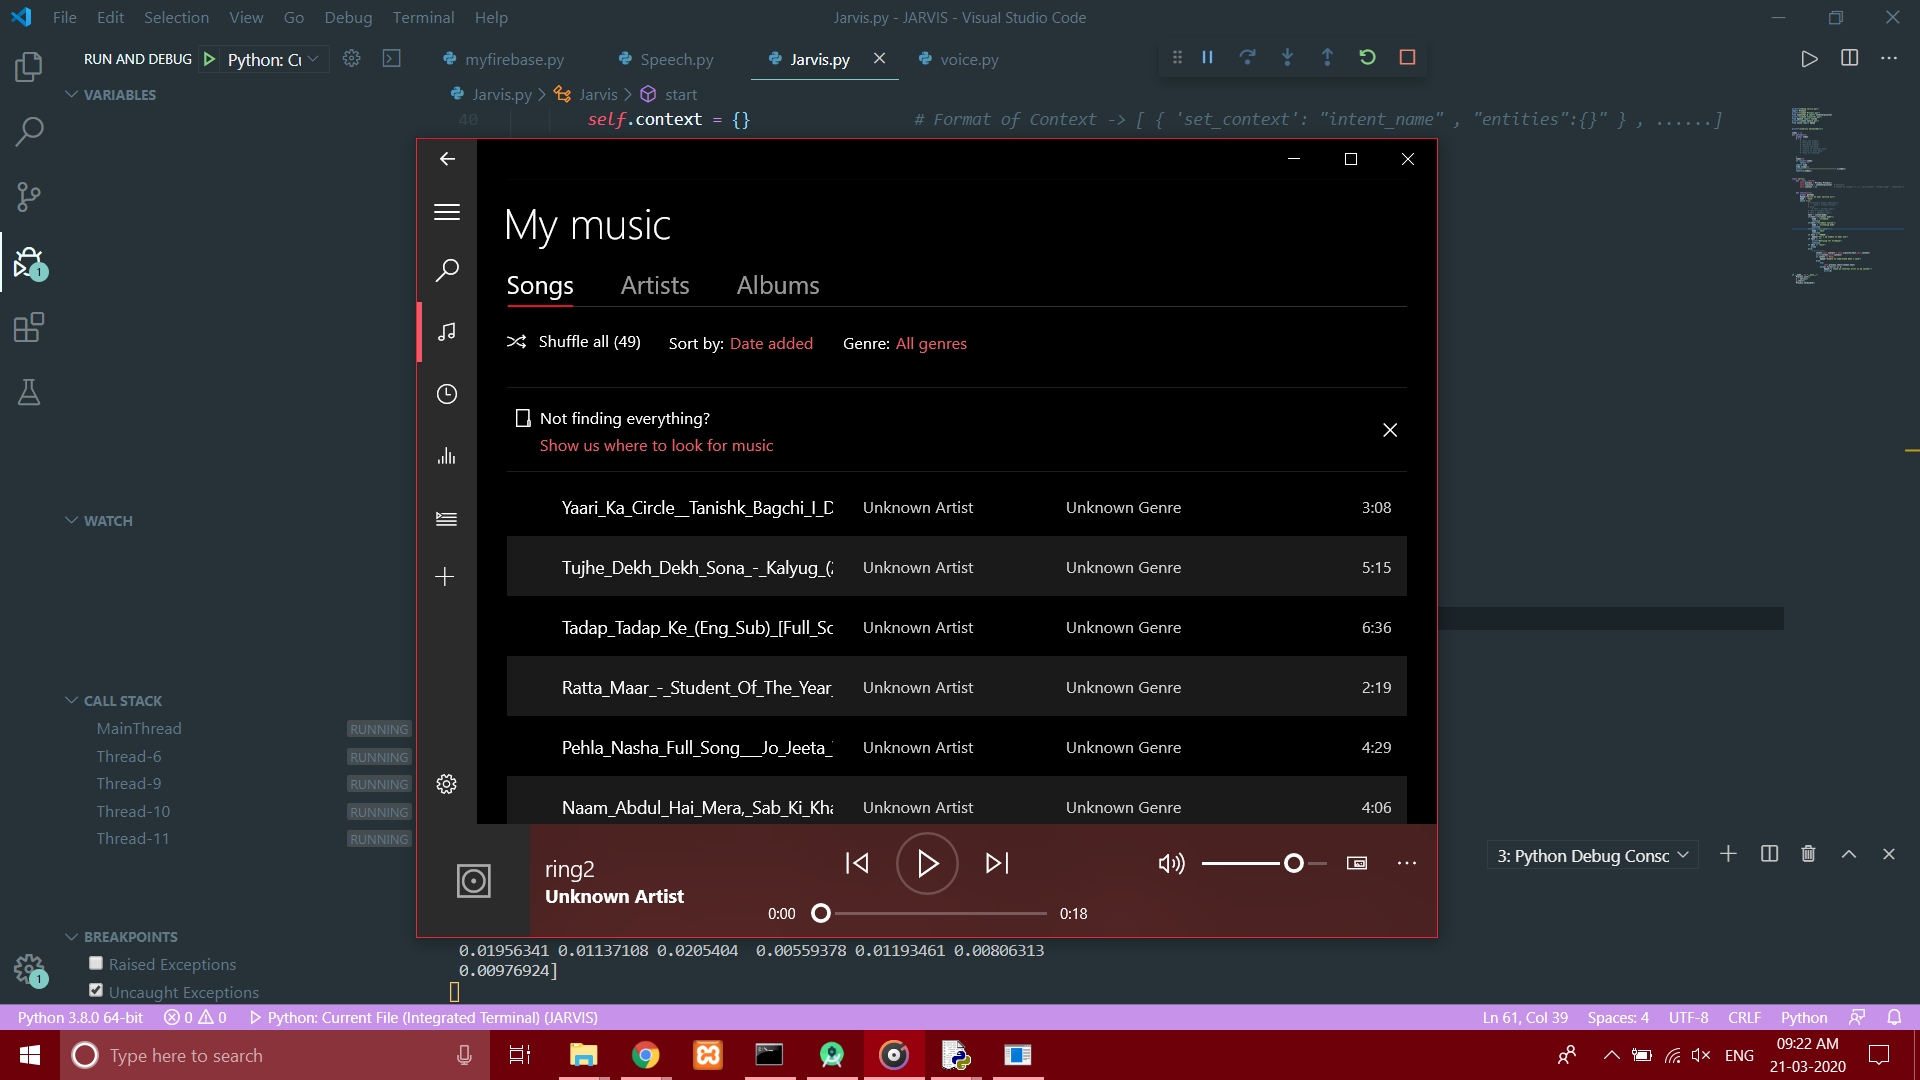 File Edit Selection View Go Debug Terminal Help
Jarvis.py - JARVIS - Visual Studio Code
RUN AND DEBUG Python: Cu
myfirebase.py Speech.py Jarvis.py voice.py
VARIABLES
Jarvis.py > Jarvis > start
40 self.context = {} # Format of Context -> [ { 'set_context': "intent_name" , "entities":{}" } , ......]
WATCH
CALL STACK
MainThread RUNNING
Thread-6 RUNNING
Thread-9 RUNNING
Thread-10 RUNNING
Thread-11 RUNNING
BREAKPOINTS
Raised Exceptions
Uncaught Exceptions
1
1
My music
Songs Artists Albums
Shuffle all (49) Sort by: Date added Genre: All genres
Not finding everything?
Show us where to look for music
Yaari_Ka_Circle__Tanishk_Bagchi_I_D Unknown Artist Unknown Genre 3:08
Tujhe_Dekh_Dekh_Sona_-_Kalyug_(2 Unknown Artist Unknown Genre 5:15
Tadap_Tadap_Ke_(Eng_Sub)_[Full_So Unknown Artist Unknown Genre 6:36
Ratta_Maar_-_Student_Of_The_Year_ Unknown Artist Unknown Genre 2:19
Pehla_Nasha_Full_Song___Jo_Jeeta_ Unknown Artist Unknown Genre 4:29
Naam_Abdul_Hai_Mera,_Sab_Ki_Kha Unknown Artist Unknown Genre 4:06
ring2
Unknown Artist
0:00 0:18
3: Python Debug Consc
0.01956341 0.01137108 0.0205404 0.00559378 0.01193461 0.00806313
0.00976924]
Python 3.8.0 64-bit 0 0 Python: Current File (Integrated Terminal) (JARVIS) Ln 61, Col 39 Spaces: 4 UTF-8 CRLF Python
Type here to search
ENG
09:22 AM
21-03-2020